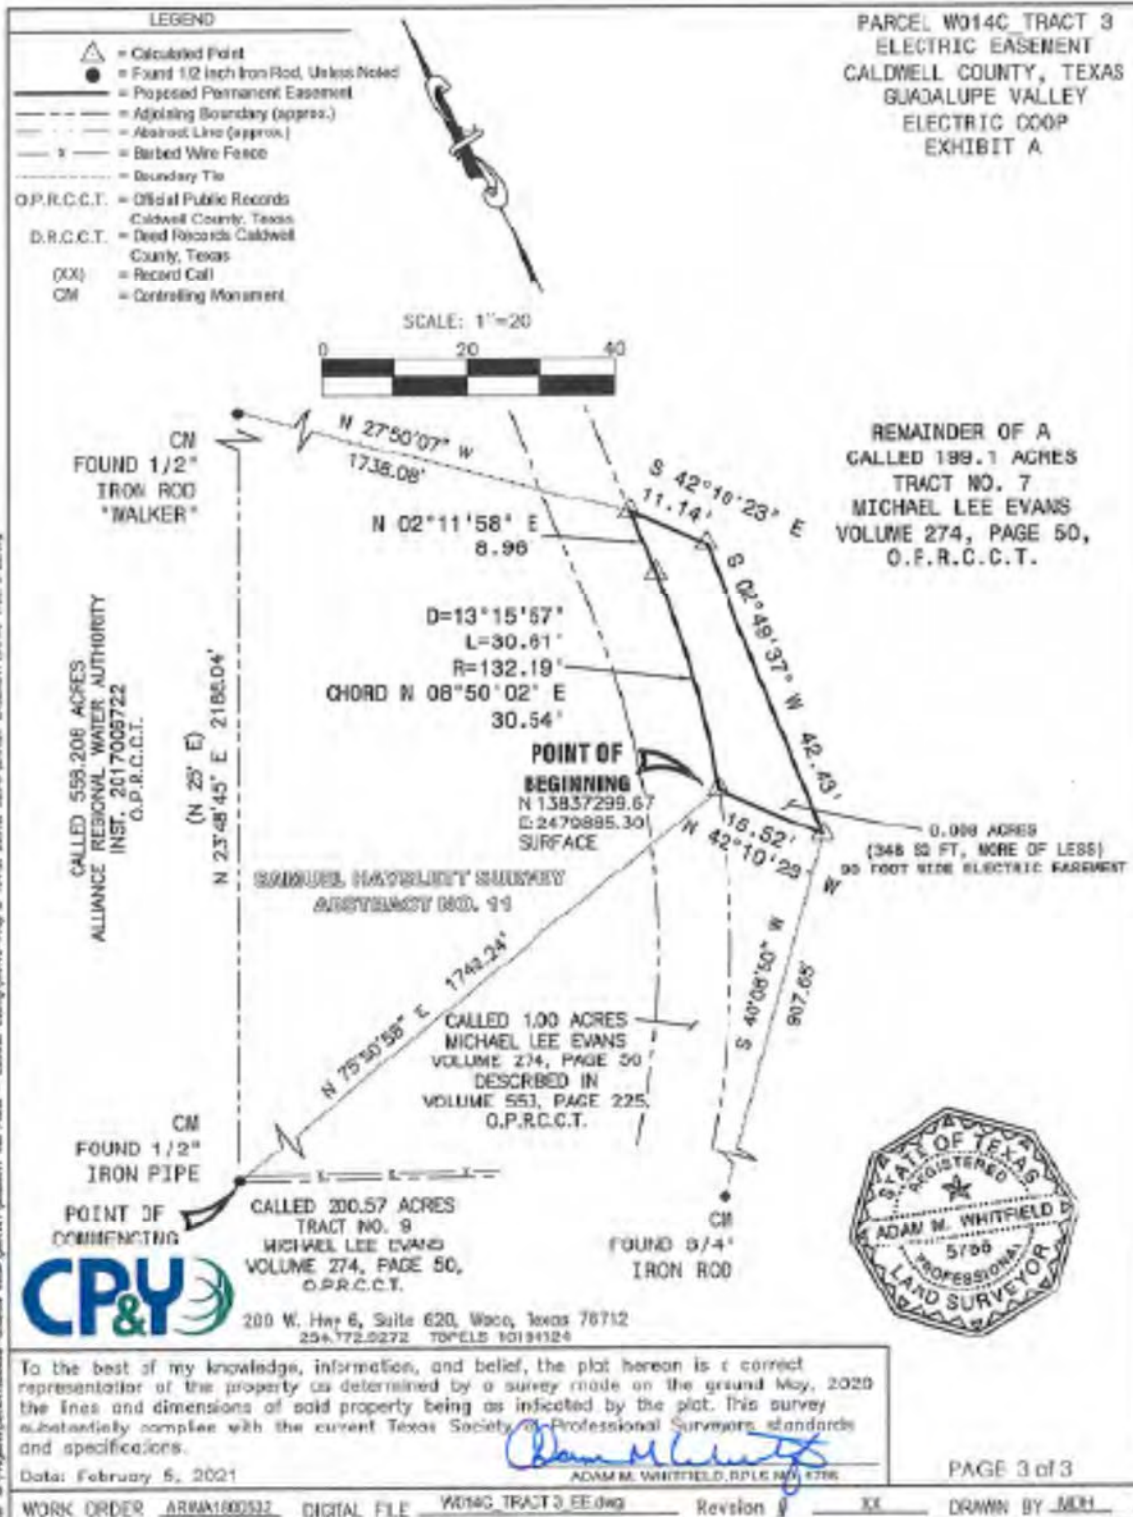 LEGEND
= Calculated Point
= Found 1/2 inch Iron Rod, Unless Noted
= Proposed Permanent Easement
= Adjoining Boundary (approx.)
= Abstract Line (approx.)
x = Barbed Wire Fence
= Boundary Tie
O.P.R.C.C.T. = Official Public Records
Caldwell County, Texas
D.R.C.C.T. = Deed Records Caldwell
County, Texas
(XX) = Record Call
CM = Controlling Monument
PARCEL W014C_TRACT 3
ELECTRIC EASEMENT
CALDWELL COUNTY, TEXAS
GUADALUPE VALLEY
ELECTRIC COOP
EXHIBIT A
SCALE: 1"=20
0 20 40
CM
FOUND 1/2"
IRON ROD
"WALKER"
N 27°50'07" W
1738.08'
S 42°10'23" E
11.14'
REMAINDER OF A
CALLED 199.1 ACRES
TRACT NO. 7
MICHAEL LEE EVANS
VOLUME 274, PAGE 50,
O.P.R.C.C.T.
N 02°11'58" E
8.96
S 02°49'37" W 42.43'
D=13°15'57"
L=30.61'
R=132.19'
CHORD N 08°50'02" E
30.54'
CALLED 558.208 ACRES
ALLIANCE REGIONAL WATER AUTHORITY
INST. 2017006722
O.P.R.C.C.T.
(N 25° E)
N 23°48'45" E 2188.04'
POINT OF
BEGINNING
N 13837299.67
E:2479885.30
SURFACE
15.52'
N 42°10'23" W
0.008 ACRES
(348 SQ FT, MORE OF LESS)
FOOT WIDE ELECTRIC EASEMENT
SAMUEL HAYSLETT SURVEY
ABSTRACT NO. 11
N 75°50'58" E 1742.24'
S 40°08'50" W
907.65'
CALLED 1.00 ACRES
MICHAEL LEE EVANS
VOLUME 274, PAGE 50
DESCRIBED IN
VOLUME 553, PAGE 225,
O.P.R.C.C.T.
CM
FOUND 1/2"
IRON PIPE
POINT OF
COMMENCING
x x x
CALLED 200.57 ACRES
TRACT NO. 9
MICHAEL LEE EVANS
VOLUME 274, PAGE 50,
O.P.R.C.C.T.
CM
FOUND 3/4"
IRON ROD
STATE OF TEXAS
REGISTERED
ADAM M. WHITFIELD
5786
PROFESSIONAL
LAND SURVEYOR
CP&Y
200 W. Hwy 6, Suite 620, Waco, Texas 76712
254.772.9272 TBPELS 10194124
To the best of my knowledge, information, and belief, the plat hereon is a correct
representation of the property as determined by a survey made on the ground May, 2020
the lines and dimensions of said property being as indicated by the plat. This survey
substantially complies with the current Texas Society of Professional Surveyors standards
and specifications.
Date: February 5, 2021
ADAM M. WHITFIELD, RPLS NO. 5786
PAGE 3 of 3
WORK ORDER ARWA1800532 DIGITAL FILE W014C_TRACT 3_EE.dwg Revision # XX DRAWN BY MDH